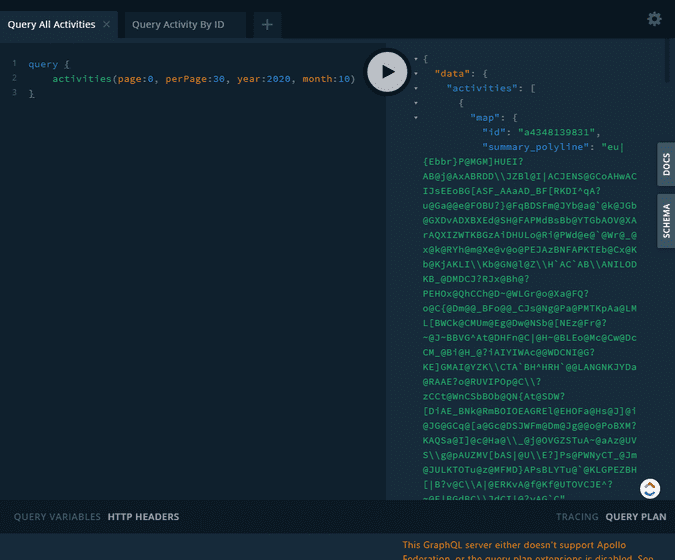 Query All Activities ×
Query Activity By ID
+
1 query {
2 activities(page:0, perPage:30, year:2020, month:10)
3 }
{
"data": {
"activities": [
{
"map": {
"id": "a4348139831",
"summary_polyline": "eu|
{Ebbr}P@MGM]HUEI?
AB@j@AxABRDD\\JZBl@I|ACJENS@GCoAHwAC
IJsEEoBG[ASF_AAaAD_BF[RKDI^qA?
u@Ga@@e@FOBU?}@FqBDSFm@JYb@a@`@k@JGb
@GXDvADXBXEd@SH@FAPMdBsBb@YTGbAOV@XA
rAQXIZWTKBGzAiDHULo@Ri@PWd@e@`@Wr@_@
x@k@RYh@m@Xe@v@o@PEJAzBNFAPKTEb@Cx@K
b@KjAKLI\\Kb@GN@l@Z\\H`AC`AB\\ANILOD
KB_@DMDCJ?RJx@Bh@?
PEHOx@QhCCh@D~@WLGr@o@Xa@FQ?
o@C{@Dm@@_BFo@@_CJs@Ng@Pa@PMTKpAa@LM
L[BWCk@CMUm@Eg@Dw@NSb@[NEz@Fr@?
~@J~BBVG^At@DHFn@C|@H~@BLEo@Mc@Cw@Dc
CM_@Bi@H_@?iAIYIWAc@@WDCNI@G?
KE]GMAI@YZK\\CTA`BH^HRH`@@LANGNKJYDa
@RAAE?o@RUVIPOp@C\\?
zCCt@WnCSbBOb@QN{At@SDW?
[DiAE_BNk@RmBOIOEAGREl@EHDFa@Hs@J]@i
@JG@GCq@[a@Gc@DSJWFm@Dm@Jg@@o@PoBXM?
KAQSa@I]@c@Ha@\\_@j@OVGZSTuA~@aAz@UV
S\\g@pAUZMV[bAS|@U\\E?]Ps@PWNyCT_@Jm
@JULKTOTu@z@MFMD}APsBLYTu@`@KLGPEZBH
[|B?v@C\\A|@ERKvA@f@Kf@UTOVCJE^?
DOCS
SCHEMA
QUERY VARIABLES HTTP HEADERS
TRACING QUERY PLAN
This GraphQL server either doesn't support Apollo
Federation, or the query plan extensions is disabled. See